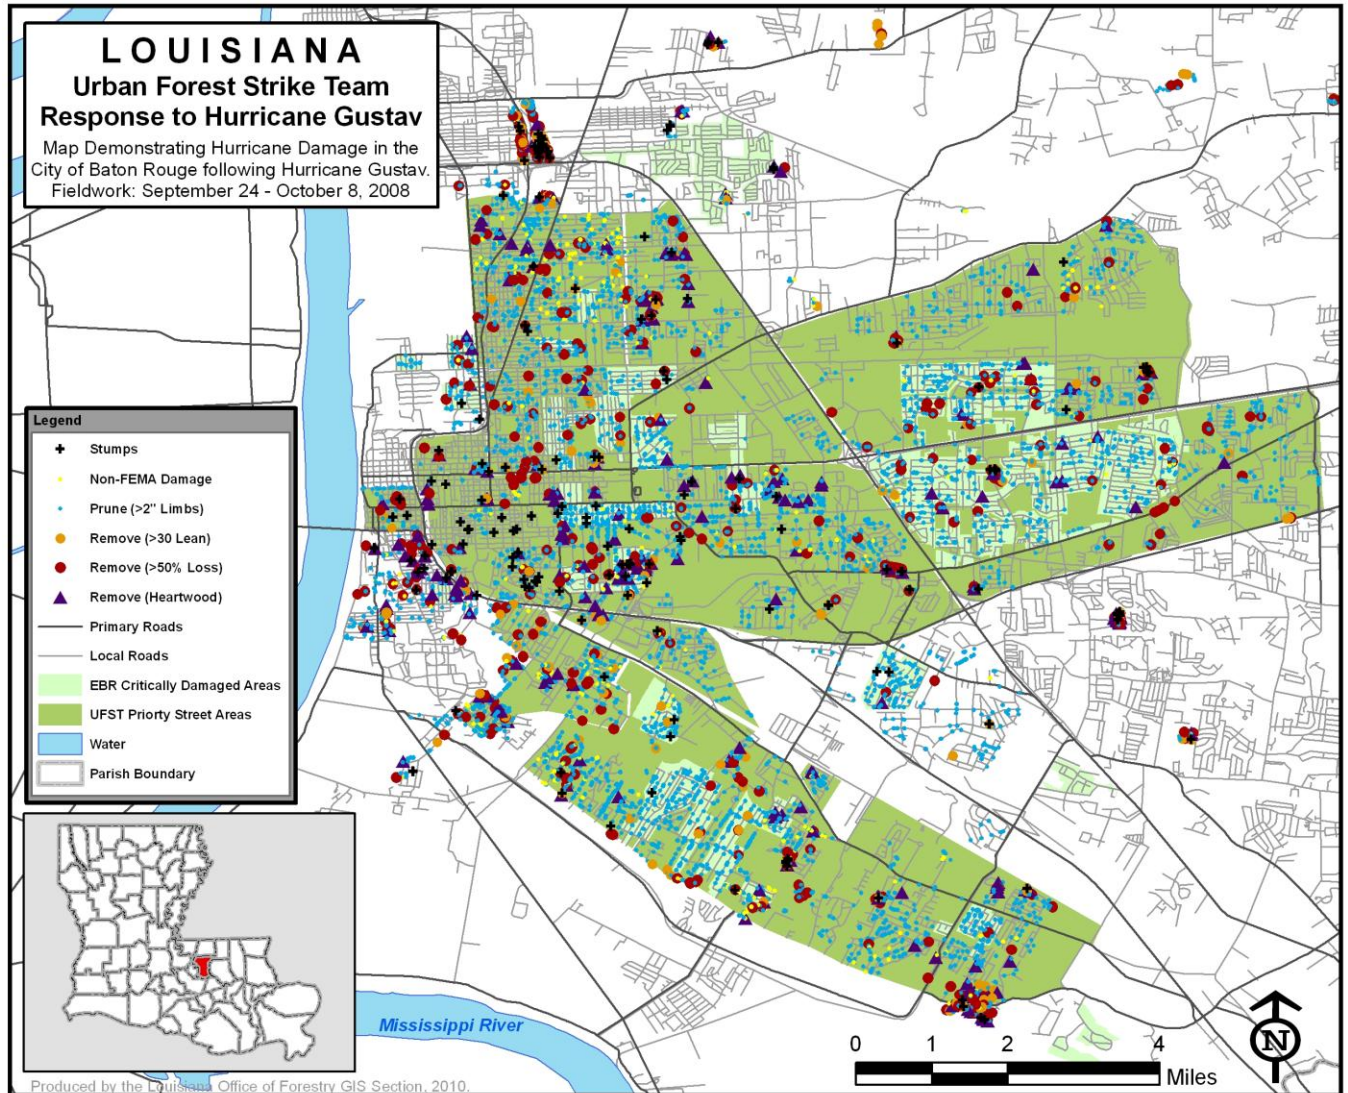 LOUISIANA
Urban Forest Strike Team
Response to Hurricane Gustav
Map Demonstrating Hurricane Damage in the
City of Baton Rouge following Hurricane Gustav.
Fieldwork: September 24 - October 8, 2008
Legend
Stumps
Non-FEMA Damage
Prune (>2" Limbs)
Remove (>30 Lean)
Remove (>50% Loss)
Remove (Heartwood)
Primary Roads
Local Roads
EBR Critically Damaged Areas
UFST Priorty Street Areas
Water
Parish Boundary
Mississippi River
0 1 2 4
Miles
N
Produced by the Louisiana Office of Forestry GIS Section, 2010.